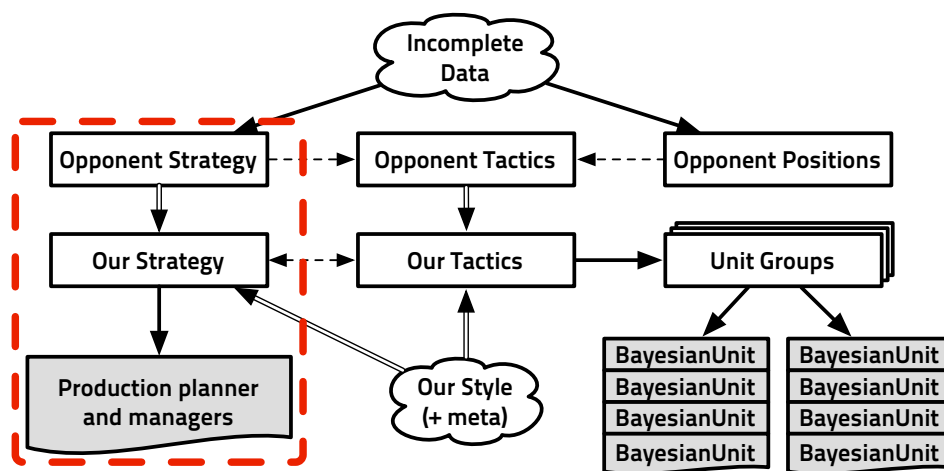 Incomplete
Data
Opponent Strategy
Opponent Tactics
Opponent Positions
Our Strategy
Our Tactics
Unit Groups
Production planner
and managers
Our Style
(+ meta)
BayesianUnit
BayesianUnit
BayesianUnit
BayesianUnit
BayesianUnit
BayesianUnit
BayesianUnit
BayesianUnit